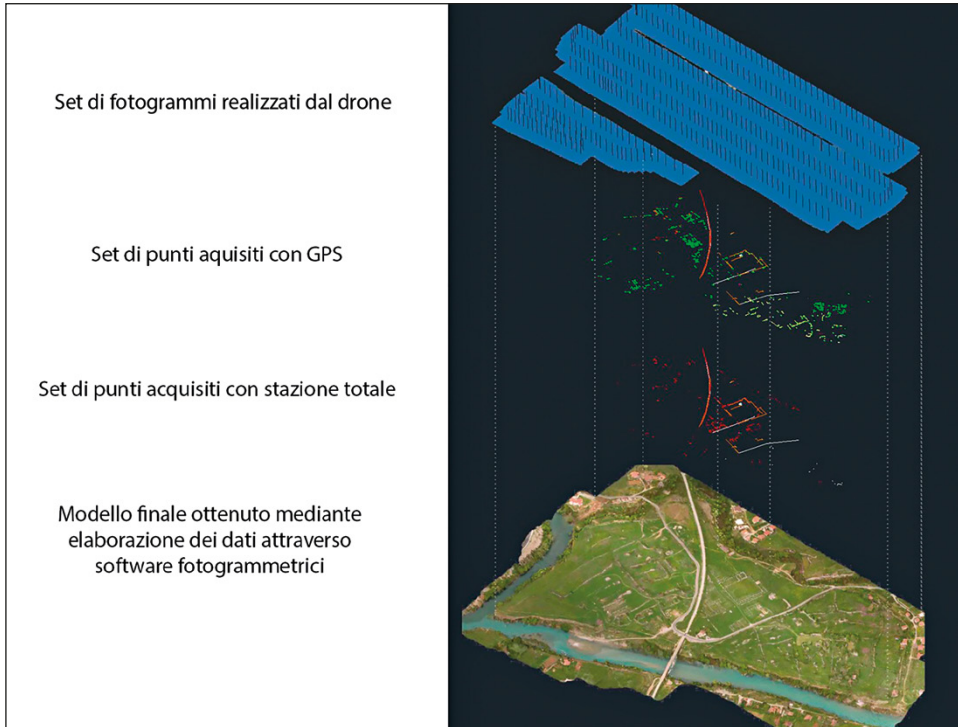 Set di fotogrammi realizzati dal drone
Set di punti aquisiti con GPS
Set di punti acquisiti con stazione totale
Modello finale ottenuto mediante
elaborazione dei dati attraverso
software fotogrammetrici